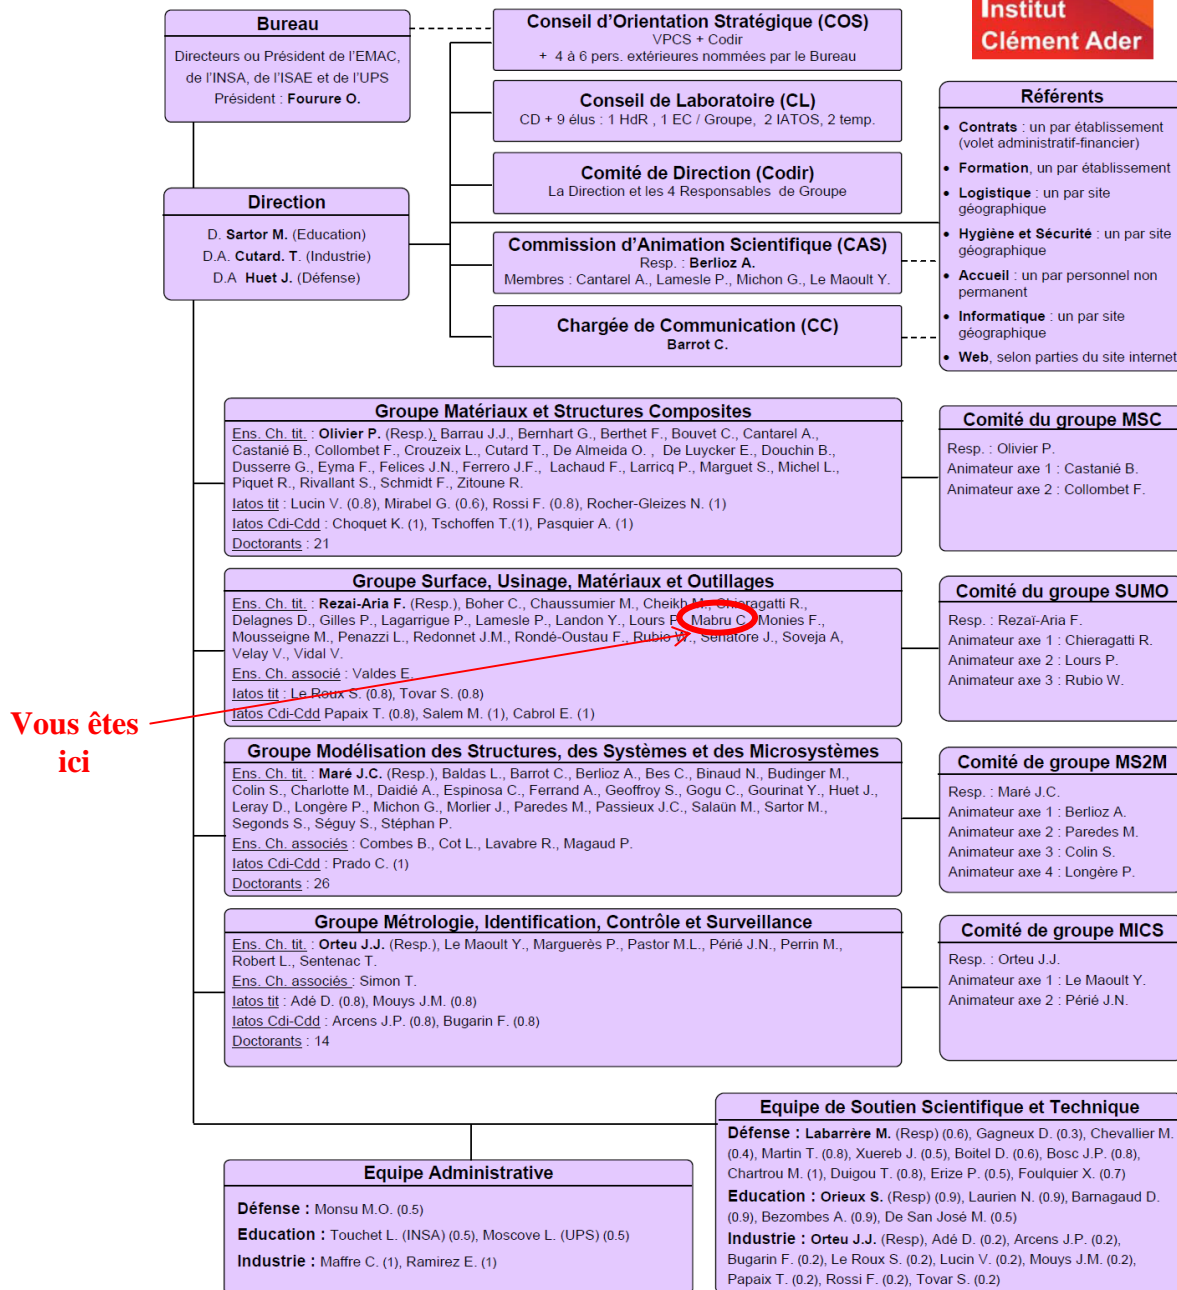 Institut
Clément Ader
Bureau
Directeurs ou Président de l'EMAC,
de l'INSA, de l'ISAE et de l'UPS
Président : Fourure O.
Conseil d'Orientation Stratégique (COS)
VPCS + Codir
+ 4 à 6 pers. extérieures nommées par le Bureau
Conseil de Laboratoire (CL)
CD + 9 élus : 1 HdR , 1 EC / Groupe, 2 IATOS, 2 temp.
Comité de Direction (Codir)
La Direction et les 4 Responsables de Groupe
Direction
D. Sartor M. (Education)
D.A. Cutard. T. (Industrie)
D.A Huet J. (Défense)
Commission d'Animation Scientifique (CAS)
Resp. : Berlioz A.
Membres : Cantarel A., Lamesle P., Michon G., Le Maoult Y.
Chargée de Communication (CC)
Barrot C.
Référents
• Contrats : un par établissement
(volet administratif-financier)
• Formation, un par établissement
• Logistique : un par site
géographique
• Hygiène et Sécurité : un par site
géographique
• Accueil : un par personnel non
permanent
• Informatique : un par site
géographique
• Web, selon parties du site internet
Groupe Matériaux et Structures Composites
Ens. Ch. tit. : Olivier P. (Resp.), Barrau J.J., Bernhart G., Berthet F., Bouvet C., Cantarel A.,
Castanié B., Collombet F., Crouzeix L., Cutard T., De Almeida O. , De Luycker E., Douchin B.,
Dusserre G., Eyma F., Felices J.N., Ferrero J.F., Lachaud F., Larricq P., Marguet S., Michel L.,
Piquet R., Rivallant S., Schmidt F., Zitoune R.
Iatos tit : Lucin V. (0.8), Mirabel G. (0.6), Rossi F. (0.8), Rocher-Gleizes N. (1)
Iatos Cdi-Cdd : Choquet K. (1), Tschoffen T.(1), Pasquier A. (1)
Doctorants : 21
Comité du groupe MSC
Resp. : Olivier P.
Animateur axe 1 : Castanié B.
Animateur axe 2 : Collombet F.
Groupe Surface, Usinage, Matériaux et Outillages
Ens. Ch. tit. : Rezai-Aria F. (Resp.), Boher C., Chaussumier M., Cheikh M., Chieragatti R.,
Delagnes D., Gilles P., Lagarrigue P., Lamesle P., Landon Y., Lours P., Mabru C., Monies F.,
Mousseigne M., Penazzi L., Redonnet J.M., Rondé-Oustau F., Rubio W., Senatore J., Soveja A,
Velay V., Vidal V.
Ens. Ch. associé : Valdes E.
Iatos tit : Le Roux S. (0.8), Tovar S. (0.8)
Iatos Cdi-Cdd Papaix T. (0.8), Salem M. (1), Cabrol E. (1)
Comité du groupe SUMO
Resp. : Rezaï-Aria F.
Animateur axe 1 : Chieragatti R.
Animateur axe 2 : Lours P.
Animateur axe 3 : Rubio W.
Vous êtes
ici
Groupe Modélisation des Structures, des Systèmes et des Microsystèmes
Ens. Ch. tit. : Maré J.C. (Resp.), Baldas L., Barrot C., Berlioz A., Bes C., Binaud N., Budinger M.,
Colin S., Charlotte M., Daidié A., Espinosa C., Ferrand A., Geoffroy S., Gogu C., Gourinat Y., Huet J.,
Leray D., Longère P., Michon G., Morlier J., Paredes M., Passieux J.C., Salaün M., Sartor M.,
Segonds S., Séguy S., Stéphan P.
Ens. Ch. associés : Combes B., Cot L., Lavabre R., Magaud P.
Iatos Cdi-Cdd : Prado C. (1)
Doctorants : 26
Comité de groupe MS2M
Resp. : Maré J.C.
Animateur axe 1 : Berlioz A.
Animateur axe 2 : Paredes M.
Animateur axe 3 : Colin S.
Animateur axe 4 : Longère P.
Groupe Métrologie, Identification, Contrôle et Surveillance
Ens. Ch. tit. : Orteu J.J. (Resp.), Le Maoult Y., Marguerès P., Pastor M.L., Périé J.N., Perrin M.,
Robert L., Sentenac T.
Ens. Ch. associés : Simon T.
Iatos tit : Adé D. (0.8), Mouys J.M. (0.8)
Iatos Cdi-Cdd : Arcens J.P. (0.8), Bugarin F. (0.8)
Doctorants : 14
Comité de groupe MICS
Resp. : Orteu J.J.
Animateur axe 1 : Le Maoult Y.
Animateur axe 2 : Périé J.N.
Equipe Administrative
Défense : Monsu M.O. (0.5)
Education : Touchet L. (INSA) (0.5), Moscove L. (UPS) (0.5)
Industrie : Maffre C. (1), Ramirez E. (1)
Equipe de Soutien Scientifique et Technique
Défense : Labarrère M. (Resp) (0.6), Gagneux D. (0.3), Chevallier M.
(0.4), Martin T. (0.8), Xuereb J. (0.5), Boitel D. (0.6), Bosc J.P. (0.8),
Chartrou M. (1), Duigou T. (0.8), Erize P. (0.5), Foulquier X. (0.7)
Education : Orieux S. (Resp) (0.9), Laurien N. (0.9), Barnagaud D.
(0.9), Bezombes A. (0.9), De San José M. (0.5)
Industrie : Orteu J.J. (Resp), Adé D. (0.2), Arcens J.P. (0.2),
Bugarin F. (0.2), Le Roux S. (0.2), Lucin V. (0.2), Mouys J.M. (0.2),
Papaix T. (0.2), Rossi F. (0.2), Tovar S. (0.2)